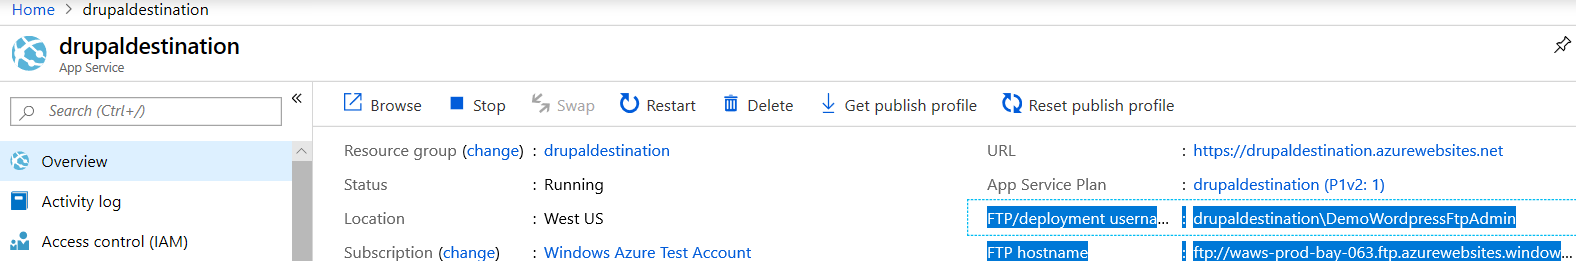 Home > drupaldestination
drupaldestination
App Service
Search (Ctrl+/)
«
Browse Stop Swap Restart Delete Get publish profile Reset publish profile
Overview
Activity log
Access control (IAM)
Resource group (change) : drupaldestination
Status : Running
Location : West US
Subscription (change) : Windows Azure Test Account
URL : https://drupaldestination.azurewebsites.net
App Service Plan : drupaldestination (P1v2: 1)
FTP/deployment userna... : drupaldestination\DemoWordpressFtpAdmin
FTP hostname : ftp://waws-prod-bay-063.ftp.azurewebsites.window...